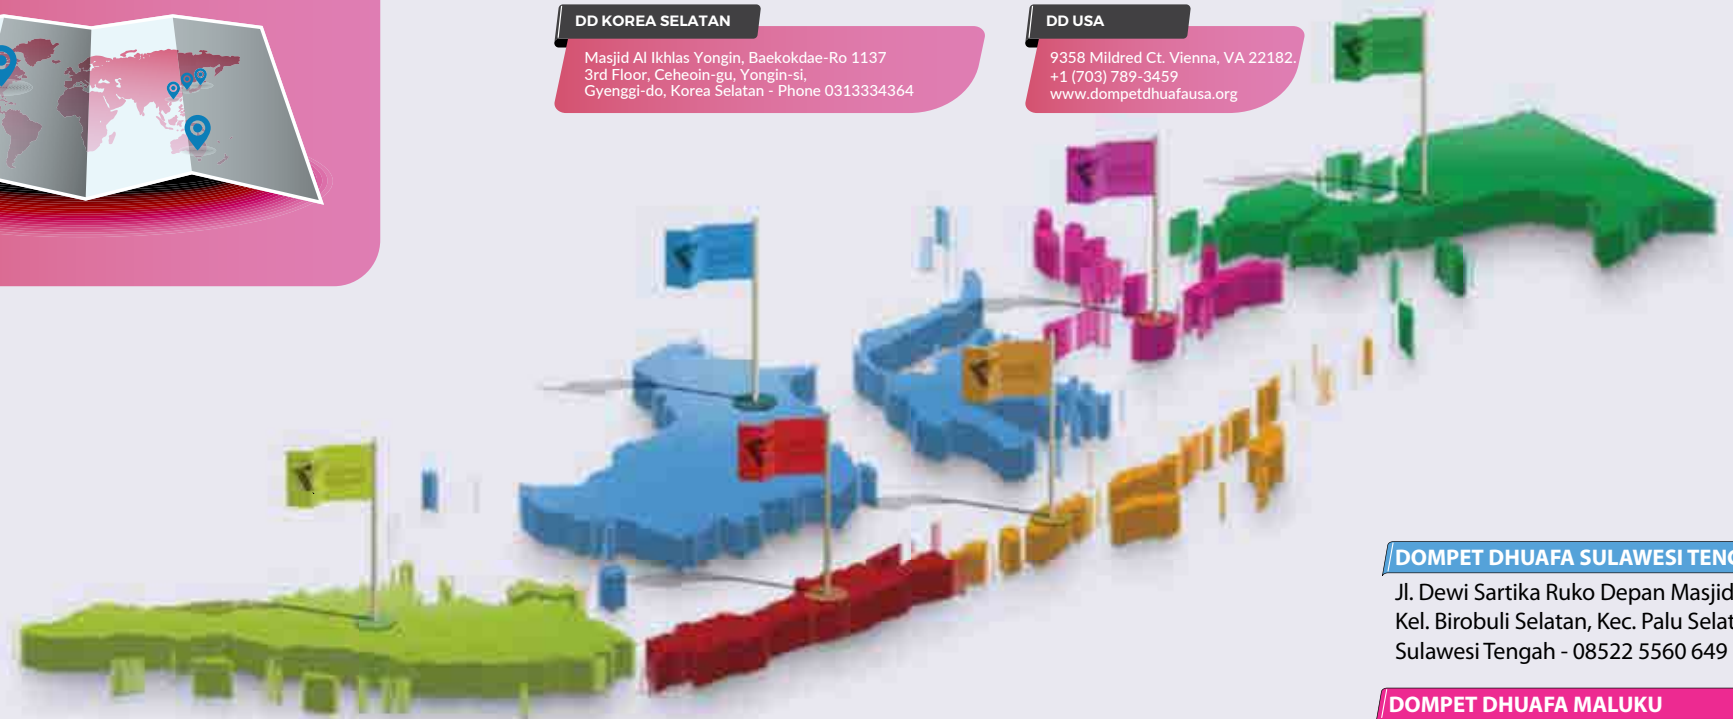 DD KOREA SELATAN
Masjid Al Ikhlas Yongin, Baekokdae-Ro 1137
3rd Floor, Ceheoin-gu, Yongin-si,
Gyenggi-do, Korea Selatan - Phone 0313334364
DD USA
9358 Mildred Ct. Vienna, VA 22182.
+1 (703) 789-3459
www.dompetdhuafausa.org
DOMPET DHUAFA SULAWESI TENG
Jl. Dewi Sartika Ruko Depan Masjid
Kel. Birobuli Selatan, Kec. Palu Selat
Sulawesi Tengah - 08522 5560 649
DOMPET DHUAFA MALUKU